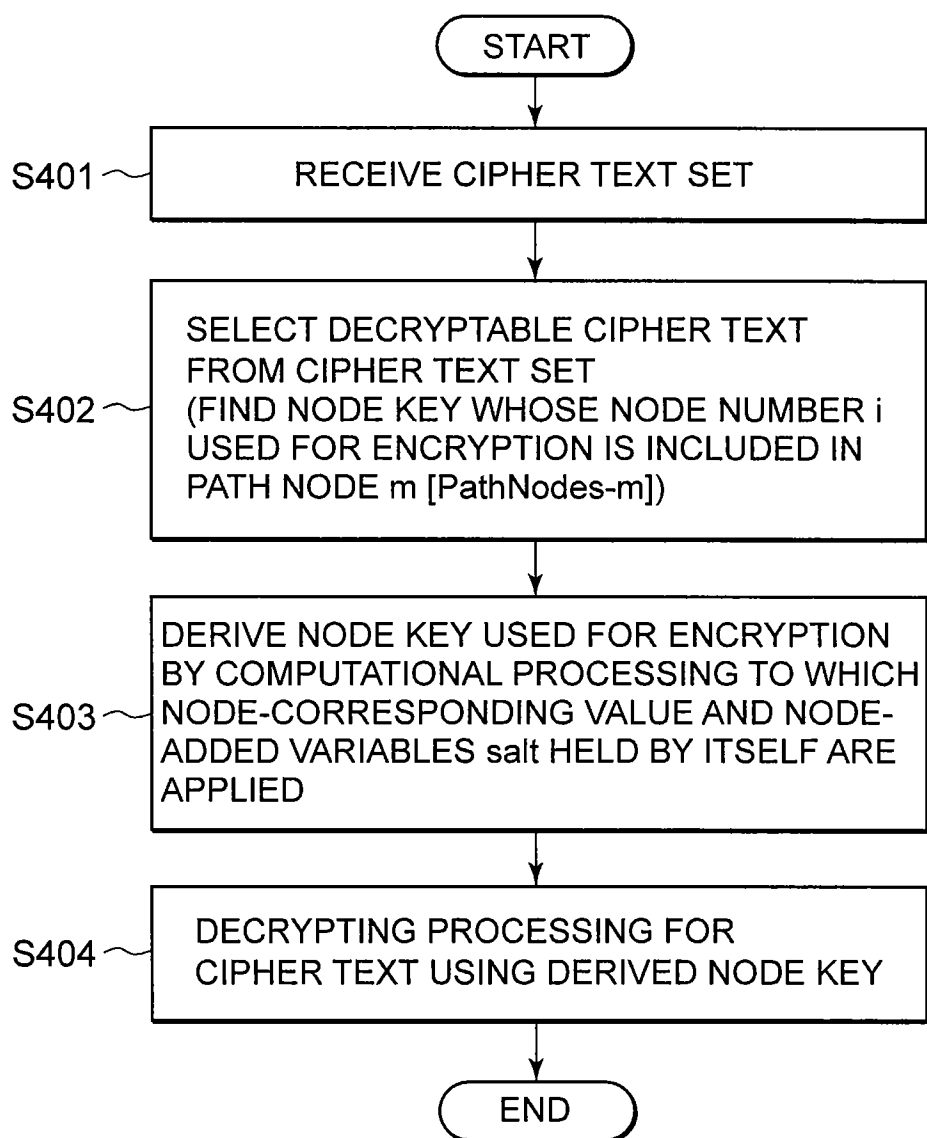 START
S401
RECEIVE CIPHER TEXT SET
S402
SELECT DECRYPTABLE CIPHER TEXT
FROM CIPHER TEXT SET
(FIND NODE KEY WHOSE NODE NUMBER i
USED FOR ENCRYPTION IS INCLUDED IN
PATH NODE m [PathNodes-m])
S403
DERIVE NODE KEY USED FOR ENCRYPTION
BY COMPUTATIONAL PROCESSING TO WHICH
NODE-CORRESPONDING VALUE AND NODE-
ADDED VARIABLES salt HELD BY ITSELF ARE
APPLIED
S404
DECRYPTING PROCESSING FOR
CIPHER TEXT USING DERIVED NODE KEY
END